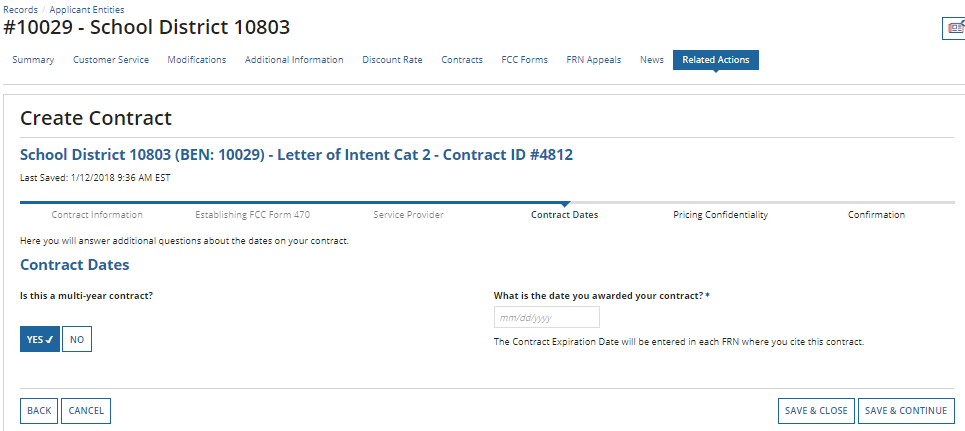 Records / Applicant Entities
#10029 - School District 10803
Summary Customer Service Modifications Additional Information Discount Rate Contracts FCC Forms FRN Appeals News Related Actions
Create Contract
School District 10803 (BEN: 10029) - Letter of Intent Cat 2 - Contract ID #4812
Last Saved: 1/12/2018 9:36 AM EST
Contract Information Establishing FCC Form 470 Service Provider Contract Dates Pricing Confidentiality Confirmation
Here you will answer additional questions about the dates on your contract.
Contract Dates
Is this a multi-year contract? What is the date you awarded your contract? *
mm/dd/yyyy
YES ✓ NO
The Contract Expiration Date will be entered in each FRN where you cite this contract.
BACK CANCEL SAVE & CLOSE SAVE & CONTINUE